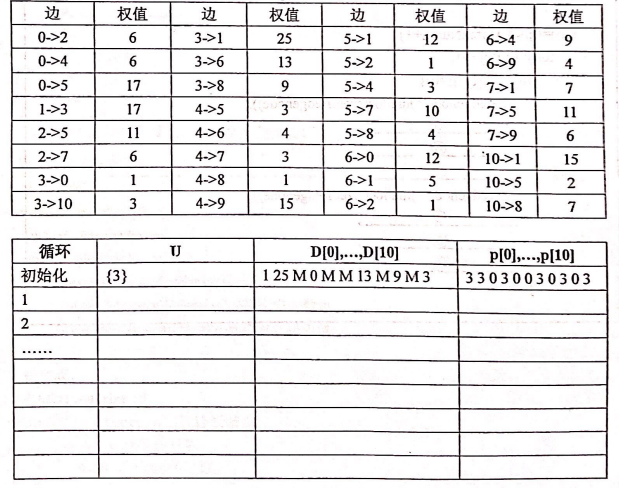 边 权值 边 权值 边 权值 边 权值
0->2 6 3->1 25 5->1 12 6->4 9
0->4 6 3->6 13 5->2 1 6->9 4
0->5 17 3->8 9 5->4 3 7->1 7
1->3 17 4->5 3 5->7 10 7->5 11
2->5 11 4->6 4 5->8 4 7->9 6
2->7 6 4->7 3 6->0 12 10->1 15
3->0 1 4->8 1 6->1 5 10->5 2
3->10 3 4->9 15 6->2 1 10->8 7
循环 U D[0],...,D[10] p[0],...,p[10]
初始化 {3} 1 25 M 0 M M 13 M 9 M 3 3 3 0 3 0 0 3 0 3 0 3
1
2
……